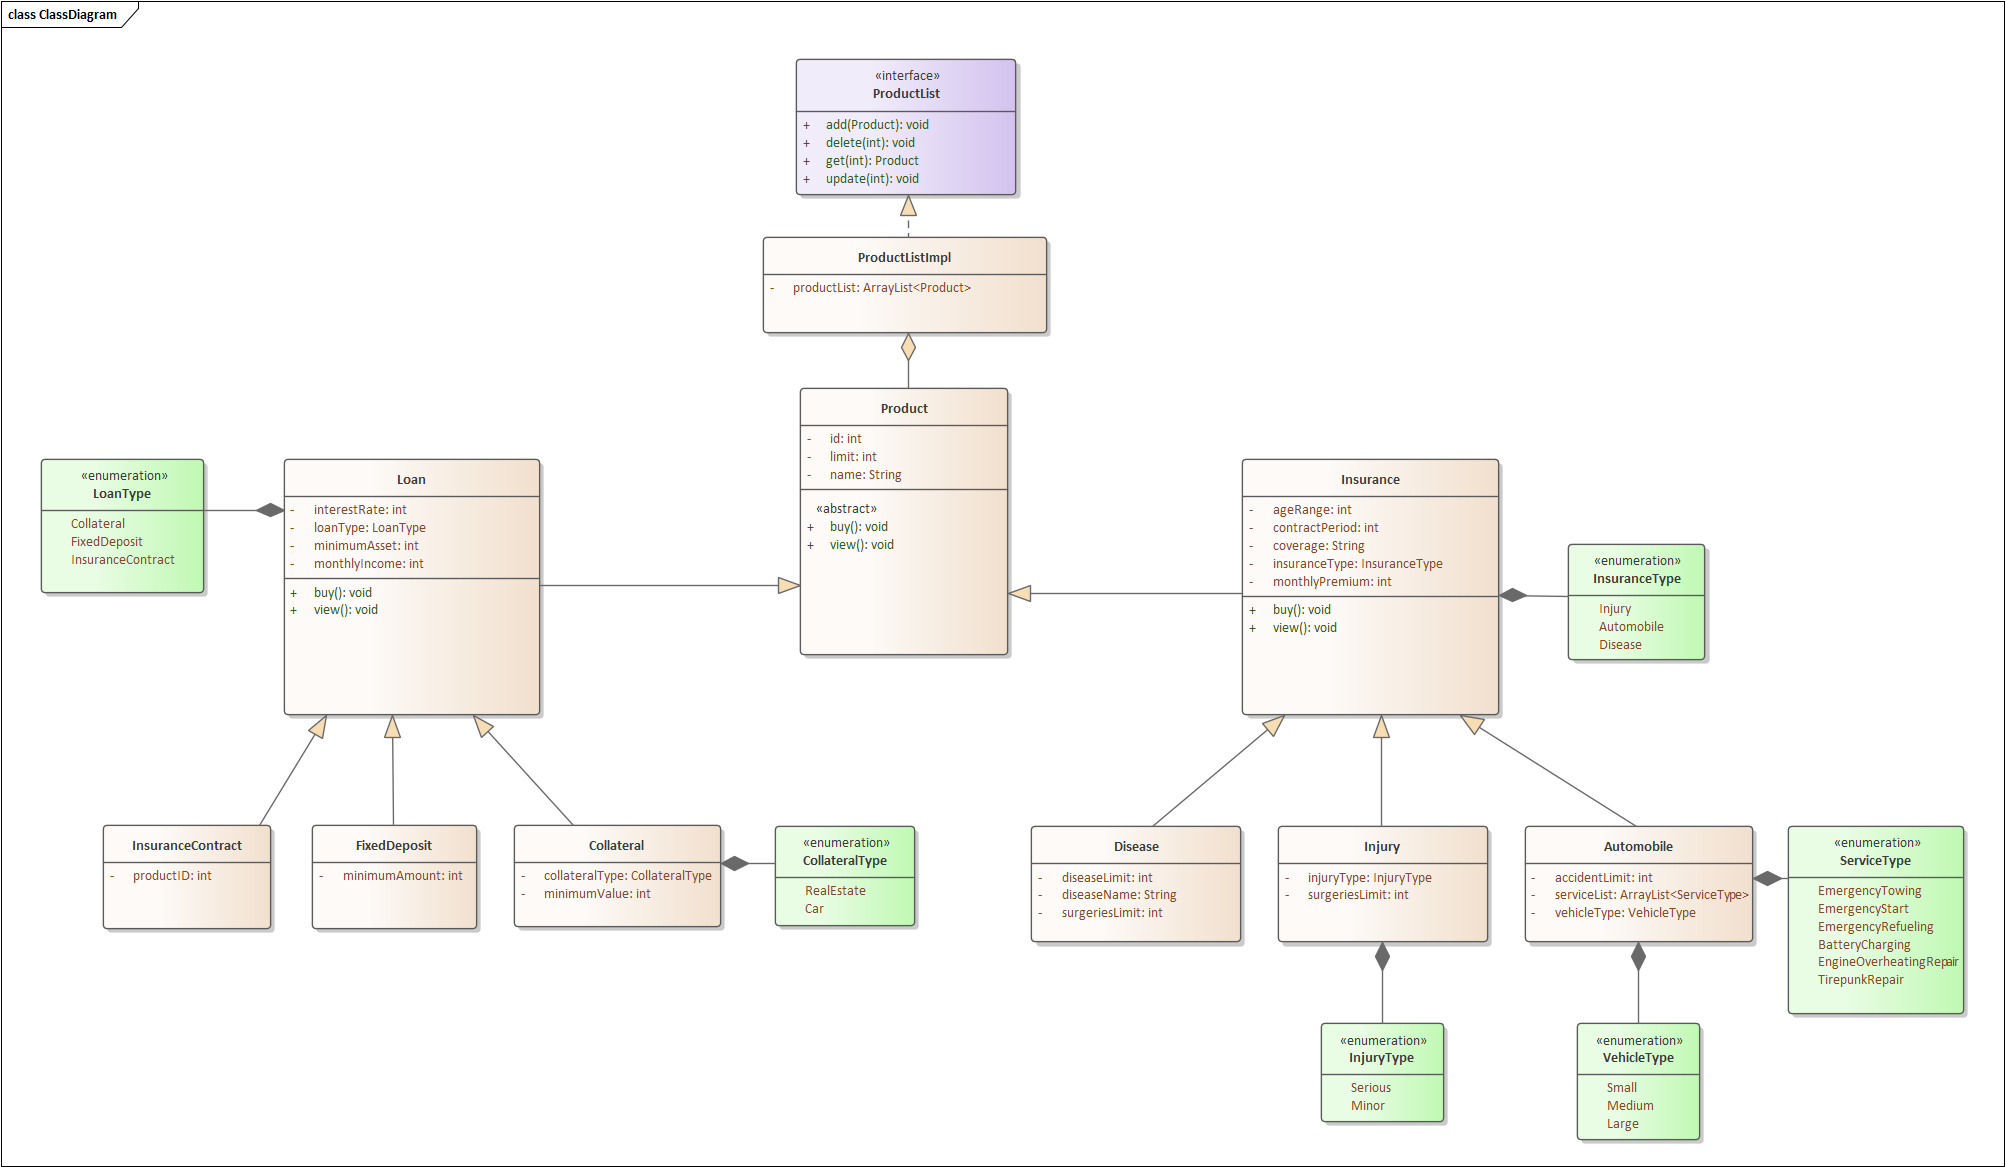 class ClassDiagram
«interface»
ProductList
+ add(Product): void
+ delete(int): void
+ get(int): Product
+ update(int): void
ProductListImpl
- productList: ArrayList<Product>
Product
- id: int
- limit: int
- name: String
«abstract»
+ buy(): void
+ view(): void
«enumeration»
LoanType
Collateral
FixedDeposit
InsuranceContract
Loan
- interestRate: int
- loanType: LoanType
- minimumAsset: int
- monthlyIncome: int
+ buy(): void
+ view(): void
Insurance
- ageRange: int
- contractPeriod: int
- coverage: String
- insuranceType: InsuranceType
- monthlyPremium: int
+ buy(): void
+ view(): void
«enumeration»
InsuranceType
Injury
Automobile
Disease
InsuranceContract
- productID: int
FixedDeposit
- minimumAmount: int
Collateral
- collateralType: CollateralType
- minimumValue: int
«enumeration»
CollateralType
RealEstate
Car
Disease
- diseaseLimit: int
- diseaseName: String
- surgeriesLimit: int
Injury
- injuryType: InjuryType
- surgeriesLimit: int
Automobile
- accidentLimit: int
- serviceList: ArrayList<ServiceType>
- vehicleType: VehicleType
«enumeration»
ServiceType
EmergencyTowing
EmergencyStart
EmergencyRefueling
BatteryCharging
EngineOverheatingRepair
TirepunkRepair
«enumeration»
InjuryType
Serious
Minor
«enumeration»
VehicleType
Small
Medium
Large